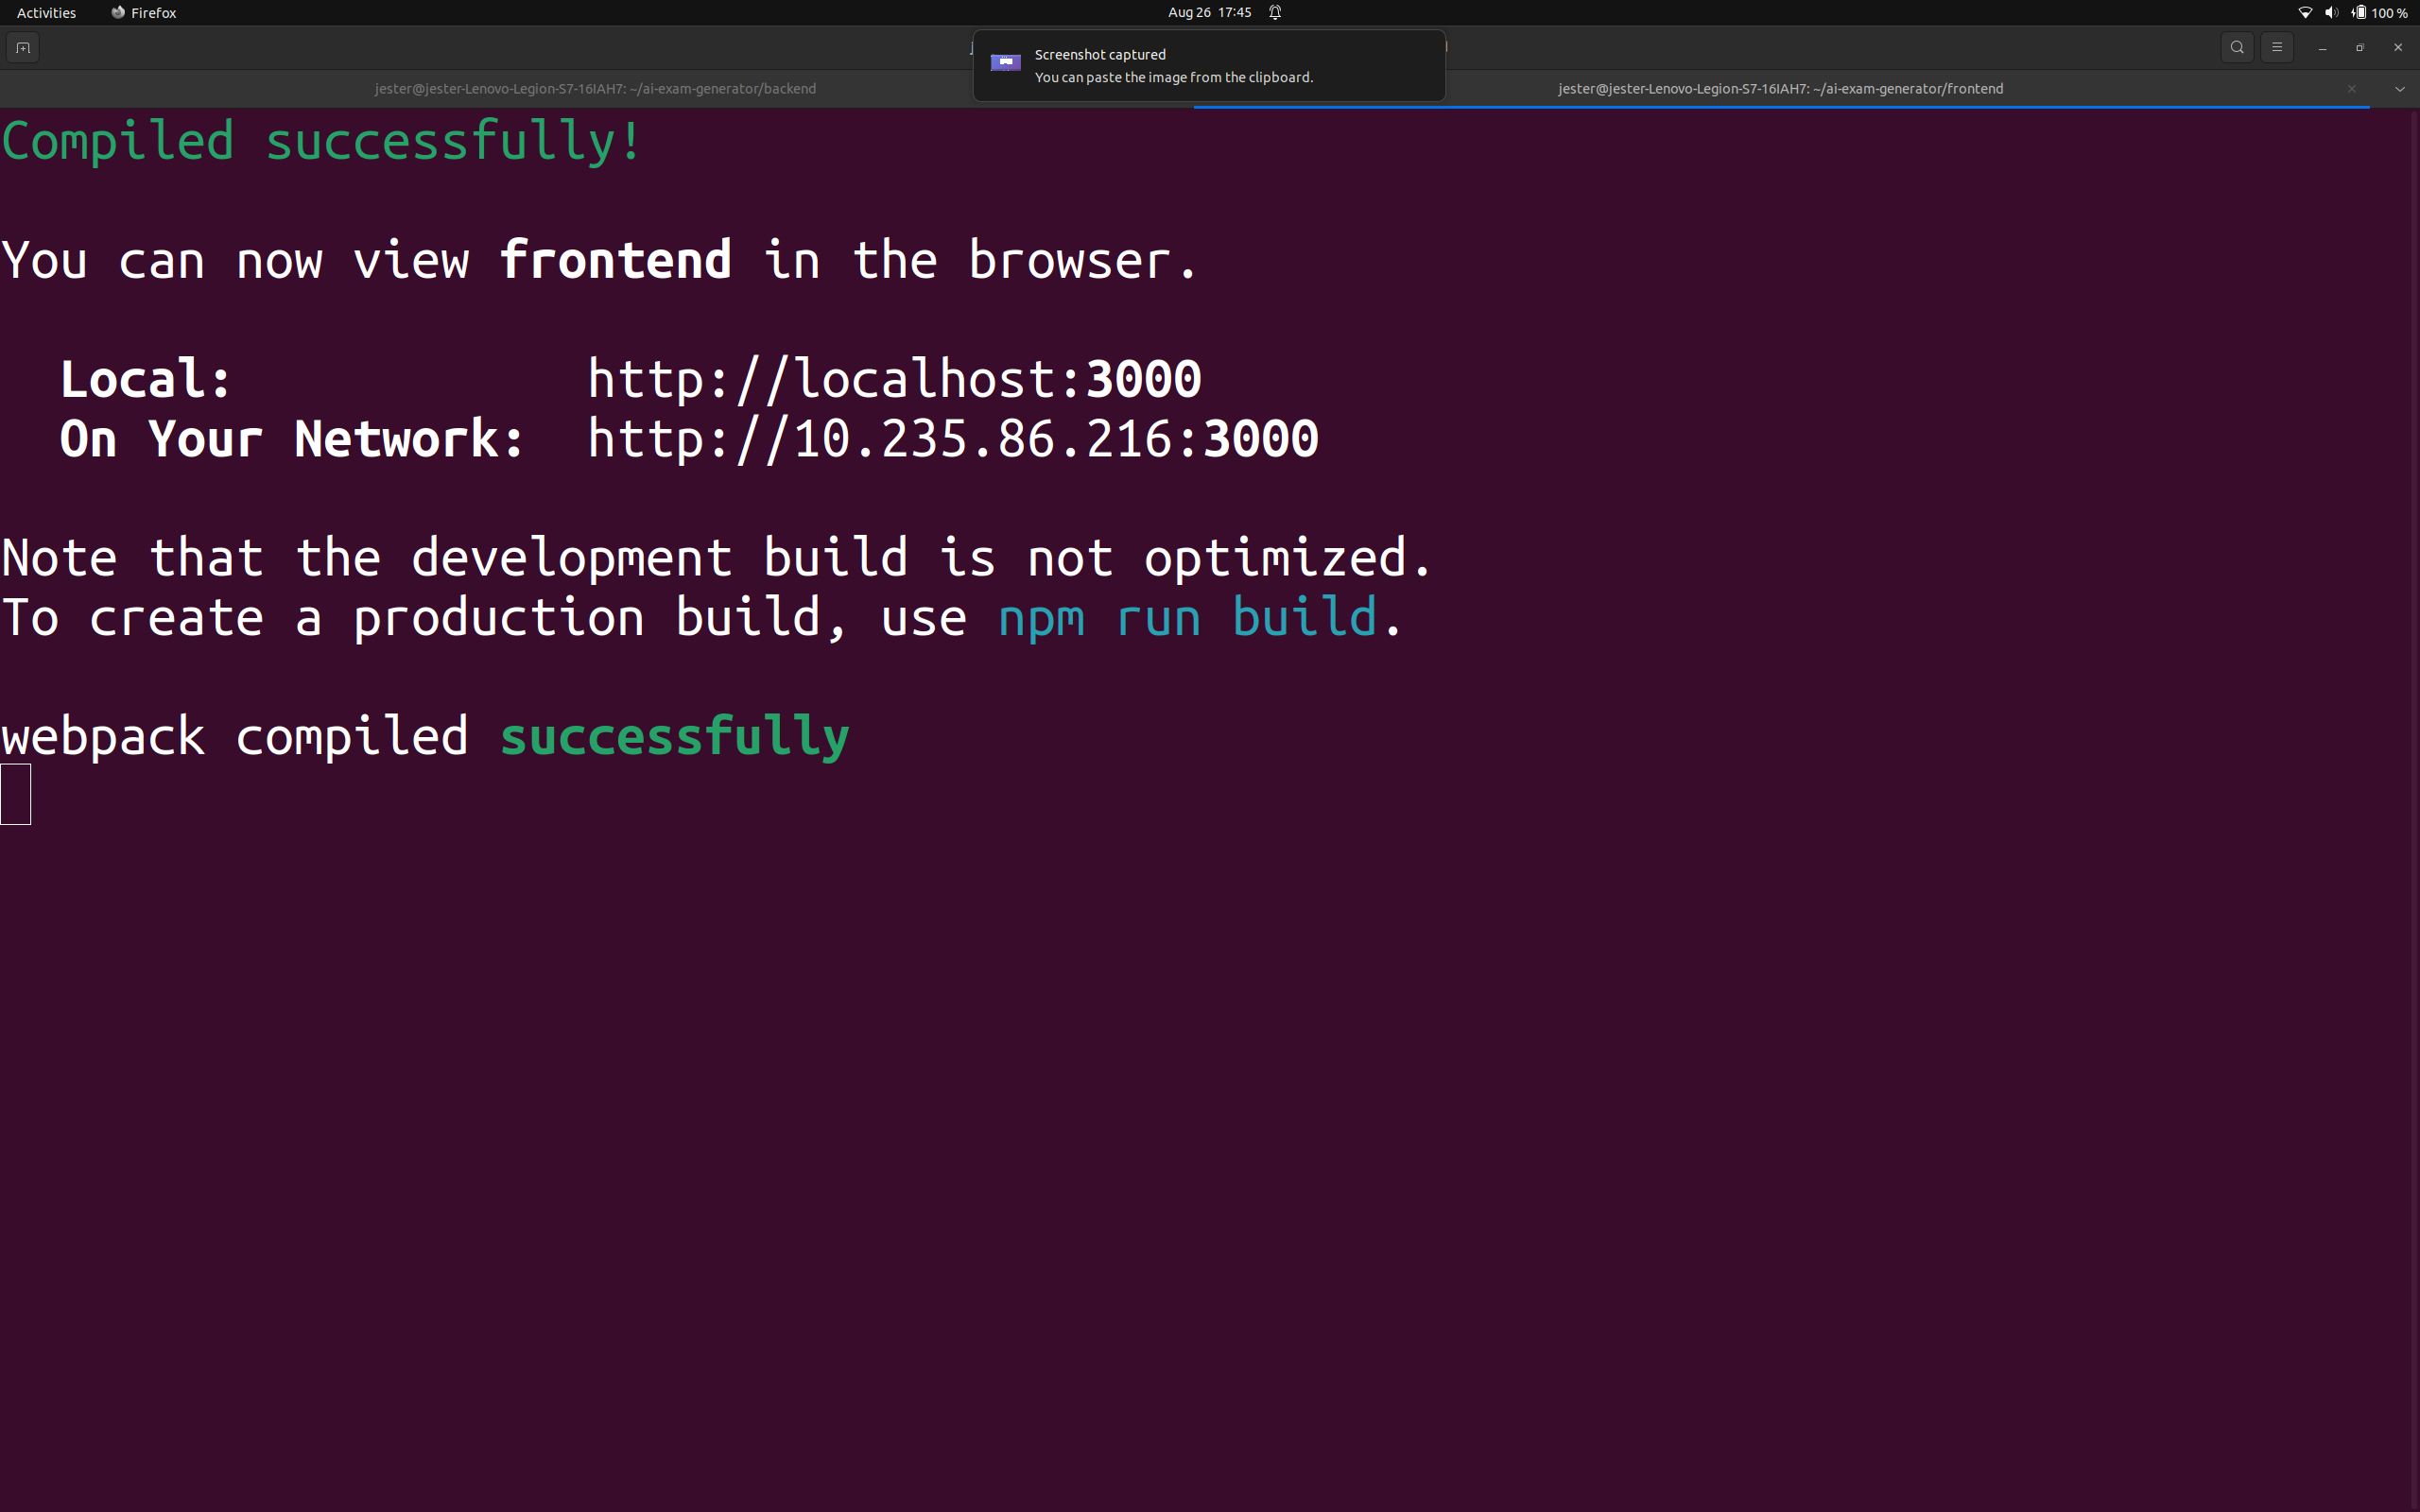 Activities
Firefox
Aug 26 17:45
100 %
Screenshot captured
You can paste the image from the clipboard.
jester@jester-Lenovo-Legion-S7-16IAH7: ~/ai-exam-generator/backend
jester@jester-Lenovo-Legion-S7-16IAH7: ~/ai-exam-generator/frontend
Compiled successfully!
You can now view frontend in the browser.
Local: http://localhost:3000
On Your Network: http://10.235.86.216:3000
Note that the development build is not optimized.
To create a production build, use npm run build.
webpack compiled successfully